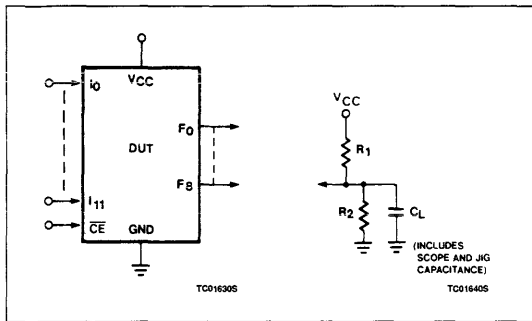 VCC
I0
F0
DUT
F8
I11
CE
GND
TC01630S
VCC
R1
R2
CL
(INCLUDES
SCOPE AND JIG
CAPACITANCE)
TC01640S